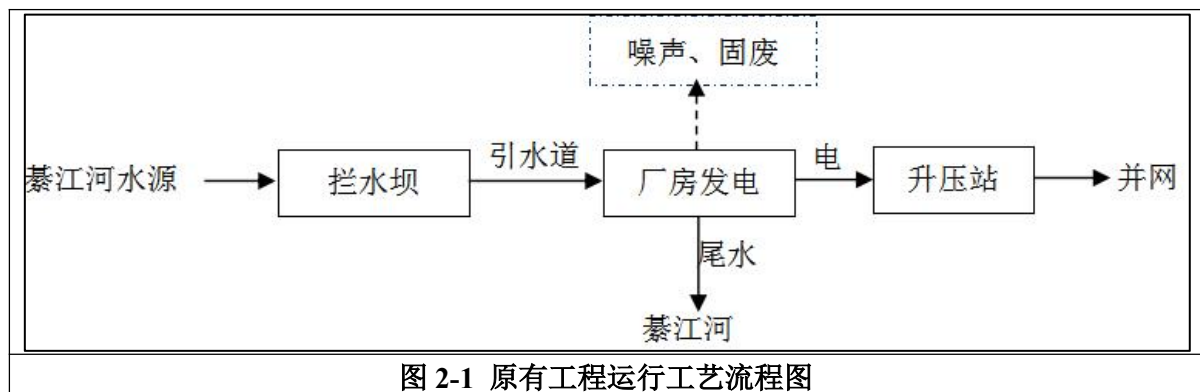 噪声、固废
綦江河水源
拦水坝
引水道
厂房发电
电
升压站
并网
尾水
綦江河
图 2-1 原有工程运行工艺流程图